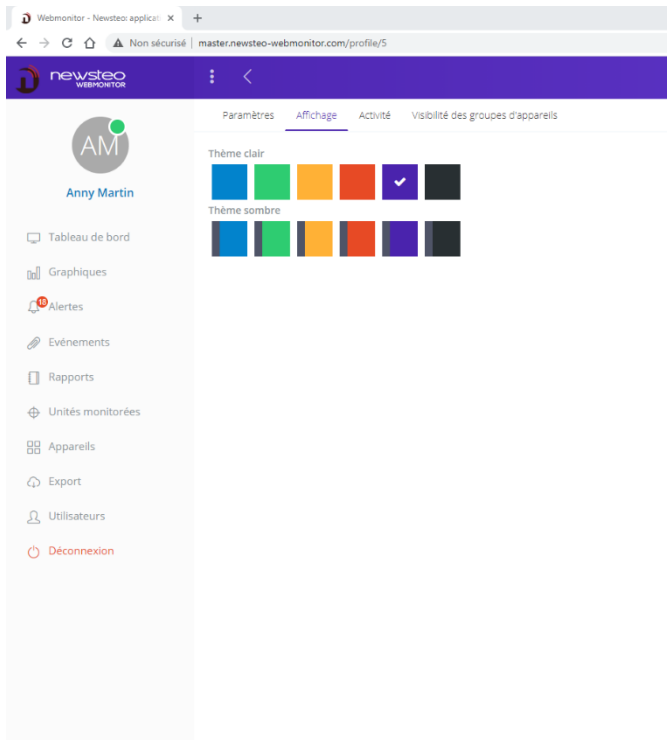 Webmonitor - Newsteo: applicati
Non sécurisé | master.newsteo-webmonitor.com/profile/5
newsteo
WEBMONITOR
Paramètres Affichage Activité Visibilité des groupes d'appareils
AM
Thème clair
Anny Martin
Thème sombre
Tableau de bord
Graphiques
18
Alertes
Evénements
Rapports
Unités monitorées
Appareils
Export
Utilisateurs
Déconnexion